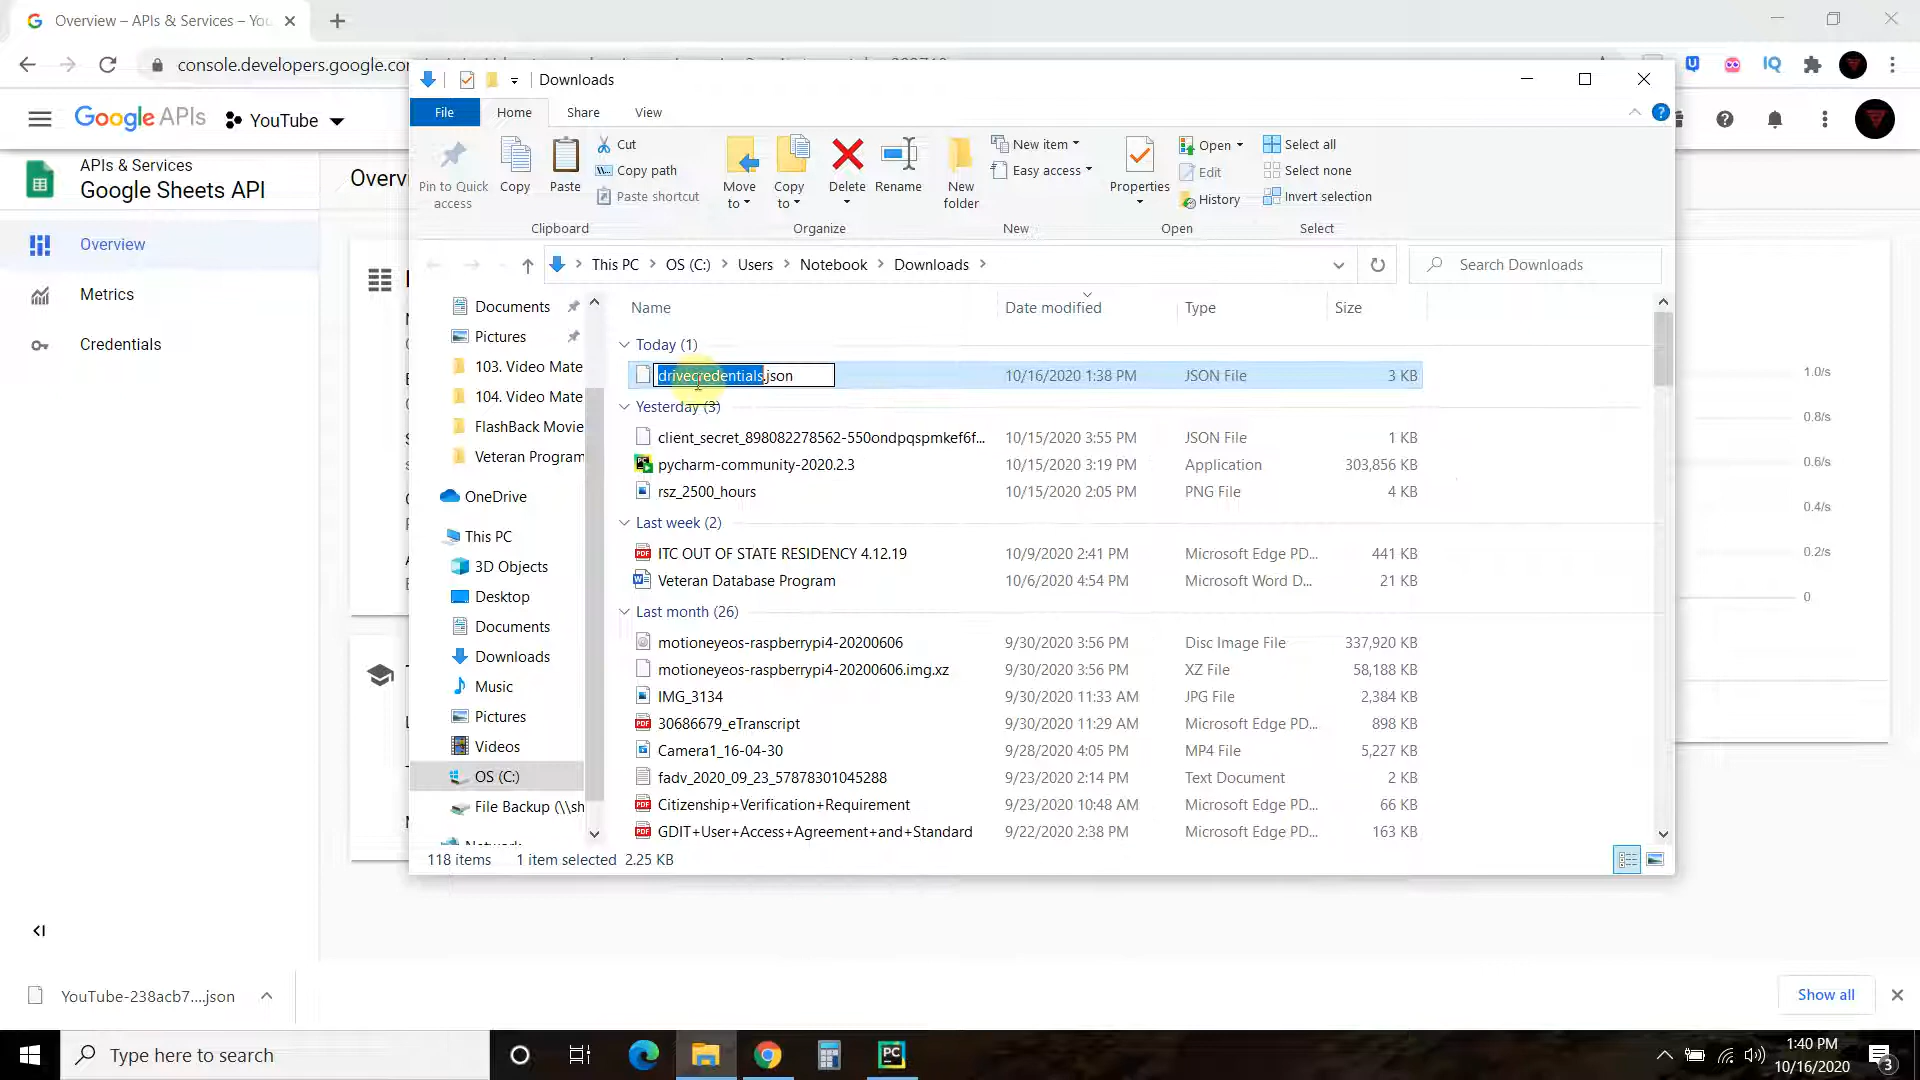 Overview – APIs & Services – You
console.developers.google.co
Google APIs
YouTube
APIs & Services
Google Sheets API
Overview
Metrics
Credentials
Downloads
File
Home
Share
View
Pin to Quick access
Copy
Paste
Cut
Copy path
Paste shortcut
Clipboard
Move to
Copy to
Delete
Rename
Organize
New folder
New item
Easy access
New
Properties
Open
Edit
History
Open
Select all
Select none
Invert selection
Select
This PC > OS (C:) > Users > Notebook > Downloads >
Search Downloads
Documents
Pictures
103. Video Mate
104. Video Mate
FlashBack Movie
Veteran Program
OneDrive
This PC
3D Objects
Desktop
Documents
Downloads
Music
Pictures
Videos
OS (C:)
File Backup (\\sh
Name Date modified Type Size
Today (1)
drivecredentials.json 10/16/2020 1:38 PM JSON File 3 KB
Yesterday (3)
client_secret_898082278562-550ondpqspmkef6f... 10/15/2020 3:55 PM JSON File 1 KB
pycharm-community-2020.2.3 10/15/2020 3:19 PM Application 303,856 KB
rsz_2500_hours 10/15/2020 2:05 PM PNG File 4 KB
Last week (2)
ITC OUT OF STATE RESIDENCY 4.12.19 10/9/2020 2:41 PM Microsoft Edge PD... 441 KB
Veteran Database Program 10/6/2020 4:54 PM Microsoft Word D... 21 KB
Last month (26)
motioneyeos-raspberrypi4-20200606 9/30/2020 3:56 PM Disc Image File 337,920 KB
motioneyeos-raspberrypi4-20200606.img.xz 9/30/2020 3:56 PM XZ File 58,188 KB
IMG_3134 9/30/2020 11:33 AM JPG File 2,384 KB
30686679_eTranscript 9/30/2020 11:29 AM Microsoft Edge PD... 898 KB
Camera1_16-04-30 9/28/2020 4:05 PM MP4 File 5,227 KB
fadv_2020_09_23_57878301045288 9/23/2020 2:14 PM Text Document 2 KB
Citizenship+Verification+Requirement 9/23/2020 10:48 AM Microsoft Edge PD... 66 KB
GDIT+User+Access+Agreement+and+Standard 9/22/2020 2:38 PM Microsoft Edge PD... 163 KB
118 items 1 item selected 2.25 KB
1.0/s
0.8/s
0.6/s
0.4/s
0.2/s
0
YouTube-238acb7....json
Show all
Type here to search
1:40 PM
10/16/2020
3